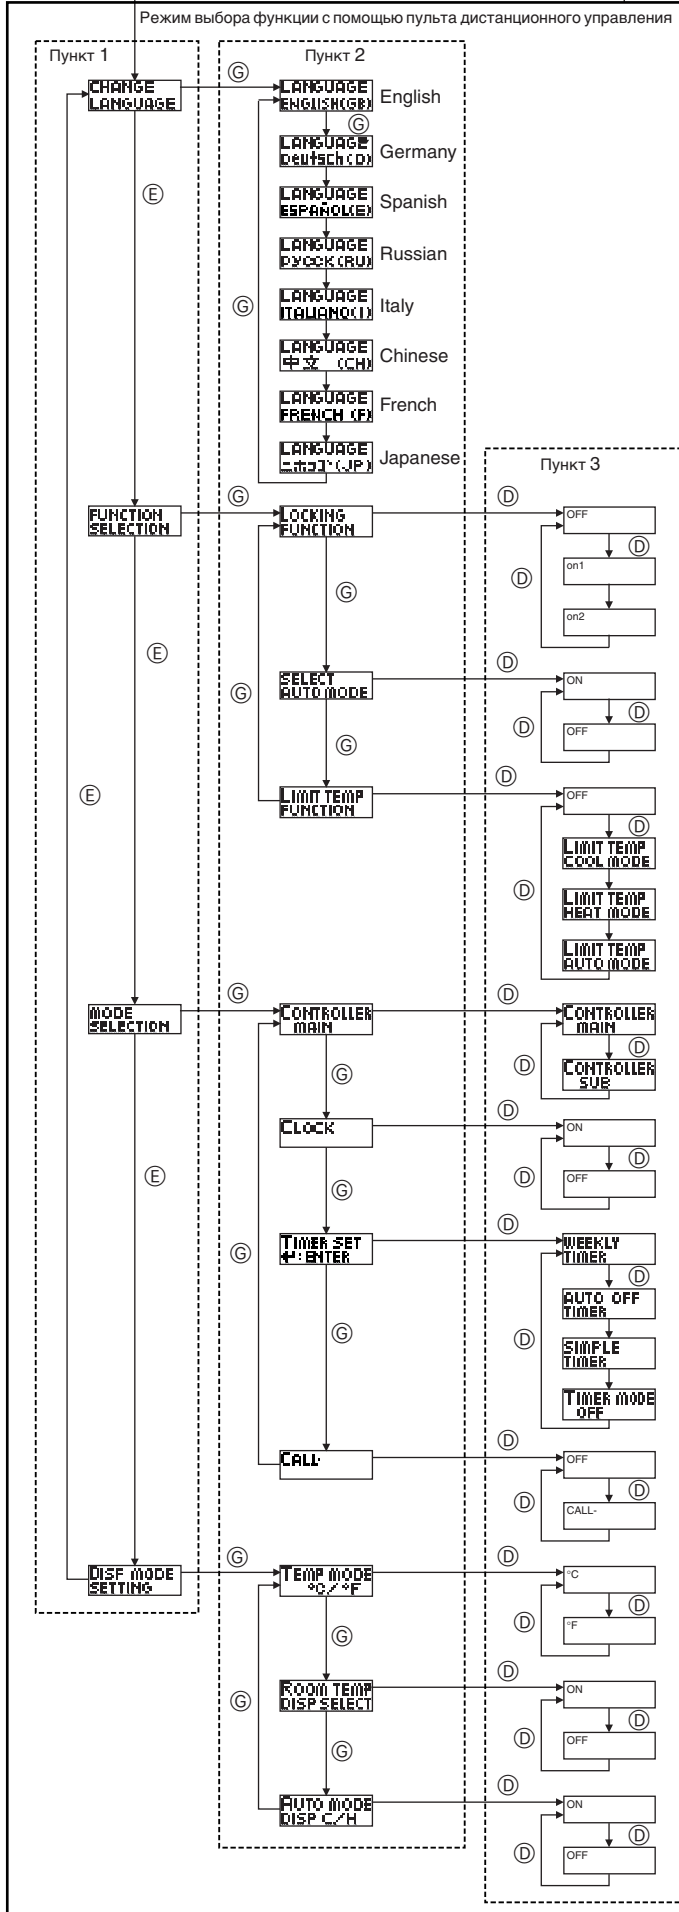 Режим выбора функции с помощью пульта дистанционного управления
Пункт 1
Пункт 2
CHANGE
LANGUAGE
G
LANGUAGE
ENGLISH(GB)
English
G
LANGUAGE
Deutsch(D)
Germany
E
LANGUAGE
ESPAÑOL(E)
Spanish
LANGUAGE
РУССК(RU)
Russian
G
LANGUAGE
ITALIANO(I)
Italy
LANGUAGE
中文 (CH)
Chinese
LANGUAGE
FRENCH (F)
French
LANGUAGE
ニホンゴ(JP)
Japanese
Пункт 3
FUNCTION
SELECTION
G
LOCKING
FUNCTION
D
OFF
D
D
on1
on2
G
E
SELECT
AUTO MODE
D
ON
G
D
D
OFF
G
E
LIMIT TEMP
FUNCTION
D
OFF
D
LIMIT TEMP
COOL MODE
D
LIMIT TEMP
HEAT MODE
LIMIT TEMP
AUTO MODE
MODE
SELECTION
G
CONTROLLER
MAIN
D
CONTROLLER
MAIN
D
G
D
CONTROLLER
SUB
CLOCK
D
ON
E
D
D
OFF
G
TIMER SET
↵:ENTER
D
WEEKLY
TIMER
G
D
AUTO OFF
TIMER
G
D
SIMPLE
TIMER
TIMER MODE
OFF
CALL-
D
OFF
D
D
CALL-
DISP MODE
SETTING
G
TEMP MODE
°C/°F
D
°C
D
D
°F
G
ROOM TEMP
DISP SELECT
D
ON
G
D
D
OFF
G
AUTO MODE
DISP C/H
D
ON
D
D
OFF